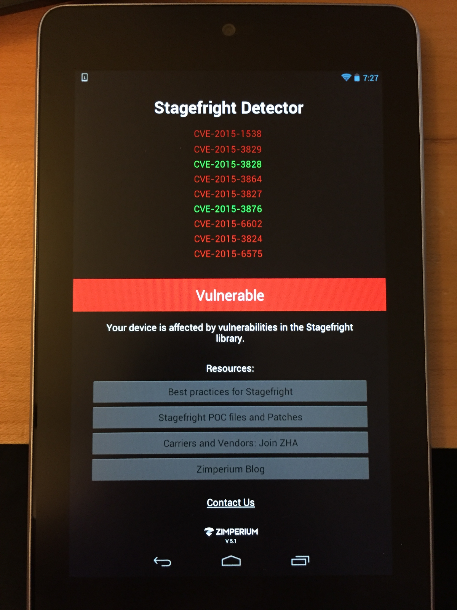 7:27
Stagefright Detector
CVE-2015-1538
CVE-2015-3829
CVE-2015-3828
CVE-2015-3864
CVE-2015-3827
CVE-2015-3876
CVE-2015-6602
CVE-2015-3824
CVE-2015-6575
Vulnerable
Your device is affected by vulnerabilities in the Stagefright
library.
Resources:
Best practices for Stagefright
Stagefright POC files and Patches
Carriers and Vendors: Join ZHA
Zimperium Blog
Contact Us
ZIMPERIUM
V 5.1